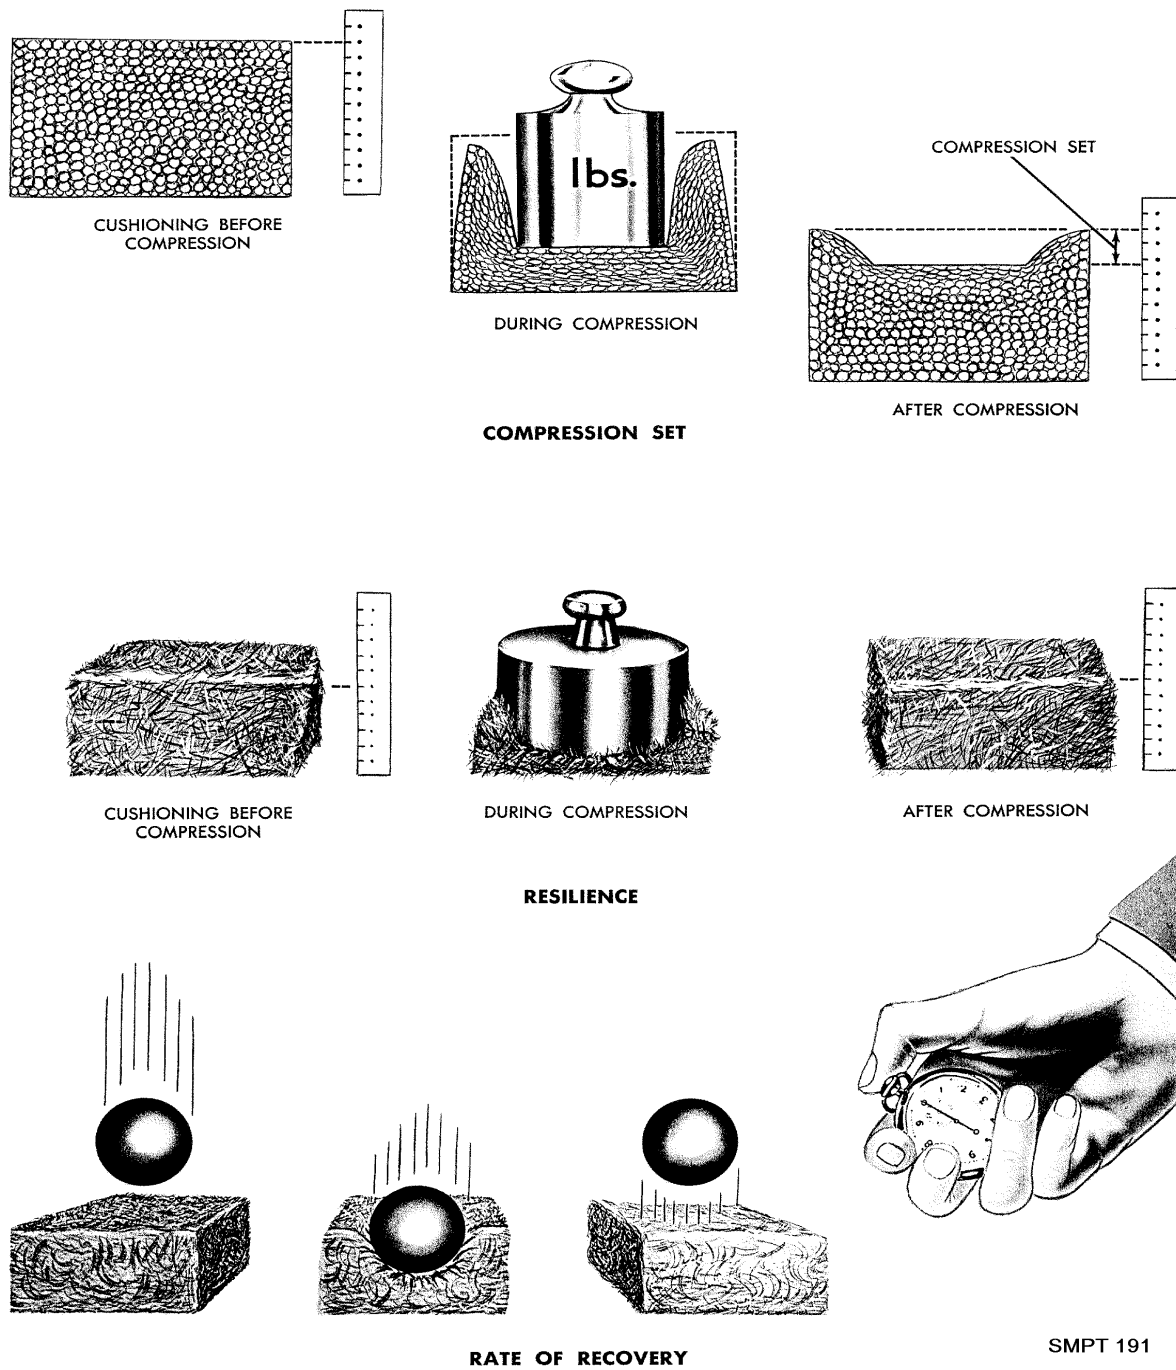 CUSHIONING BEFORE
COMPRESSION
lbs.
DURING COMPRESSION
COMPRESSION SET
AFTER COMPRESSION
COMPRESSION SET
CUSHIONING BEFORE
COMPRESSION
DURING COMPRESSION
AFTER COMPRESSION
RESILIENCE
RATE OF RECOVERY
SMPT 191